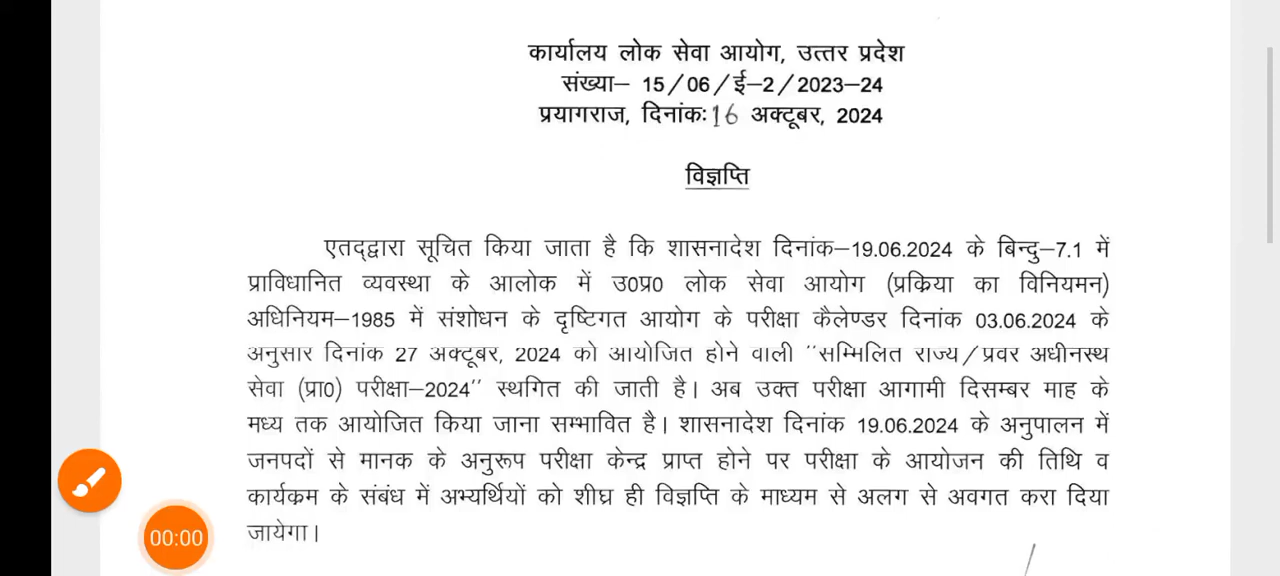 कार्यालय लोक सेवा आयोग, उत्तर प्रदेश
संख्या– 15/06/ई–2/2023–24
प्रयागराज, दिनांकः 16 अक्टूबर, 2024
विज्ञप्ति
एतद्द्वारा सूचित किया जाता है कि शासनादेश दिनांक–19.06.2024 के बिन्दु–7.1 में
प्राविधानित व्यवस्था के आलोक में उ0प्र0 लोक सेवा आयोग (प्रक्रिया का विनियमन)
अधिनियम–1985 में संशोधन के दृष्टिगत आयोग के परीक्षा कैलेण्डर दिनांक 03.06.2024 के
अनुसार दिनांक 27 अक्टूबर, 2024 को आयोजित होने वाली "सम्मिलित राज्य/प्रवर अधीनस्थ
सेवा (प्रा0) परीक्षा–2024" स्थगित की जाती है। अब उक्त परीक्षा आगामी दिसम्बर माह के
मध्य तक आयोजित किया जाना सम्भावित है। शासनादेश दिनांक 19.06.2024 के अनुपालन में
जनपदों से मानक के अनुरूप परीक्षा केन्द्र प्राप्त होने पर परीक्षा के आयोजन की तिथि व
कार्यक्रम के संबंध में अभ्यर्थियों को शीघ्र ही विज्ञप्ति के माध्यम से अलग से अवगत करा दिया
जायेगा।
00:00